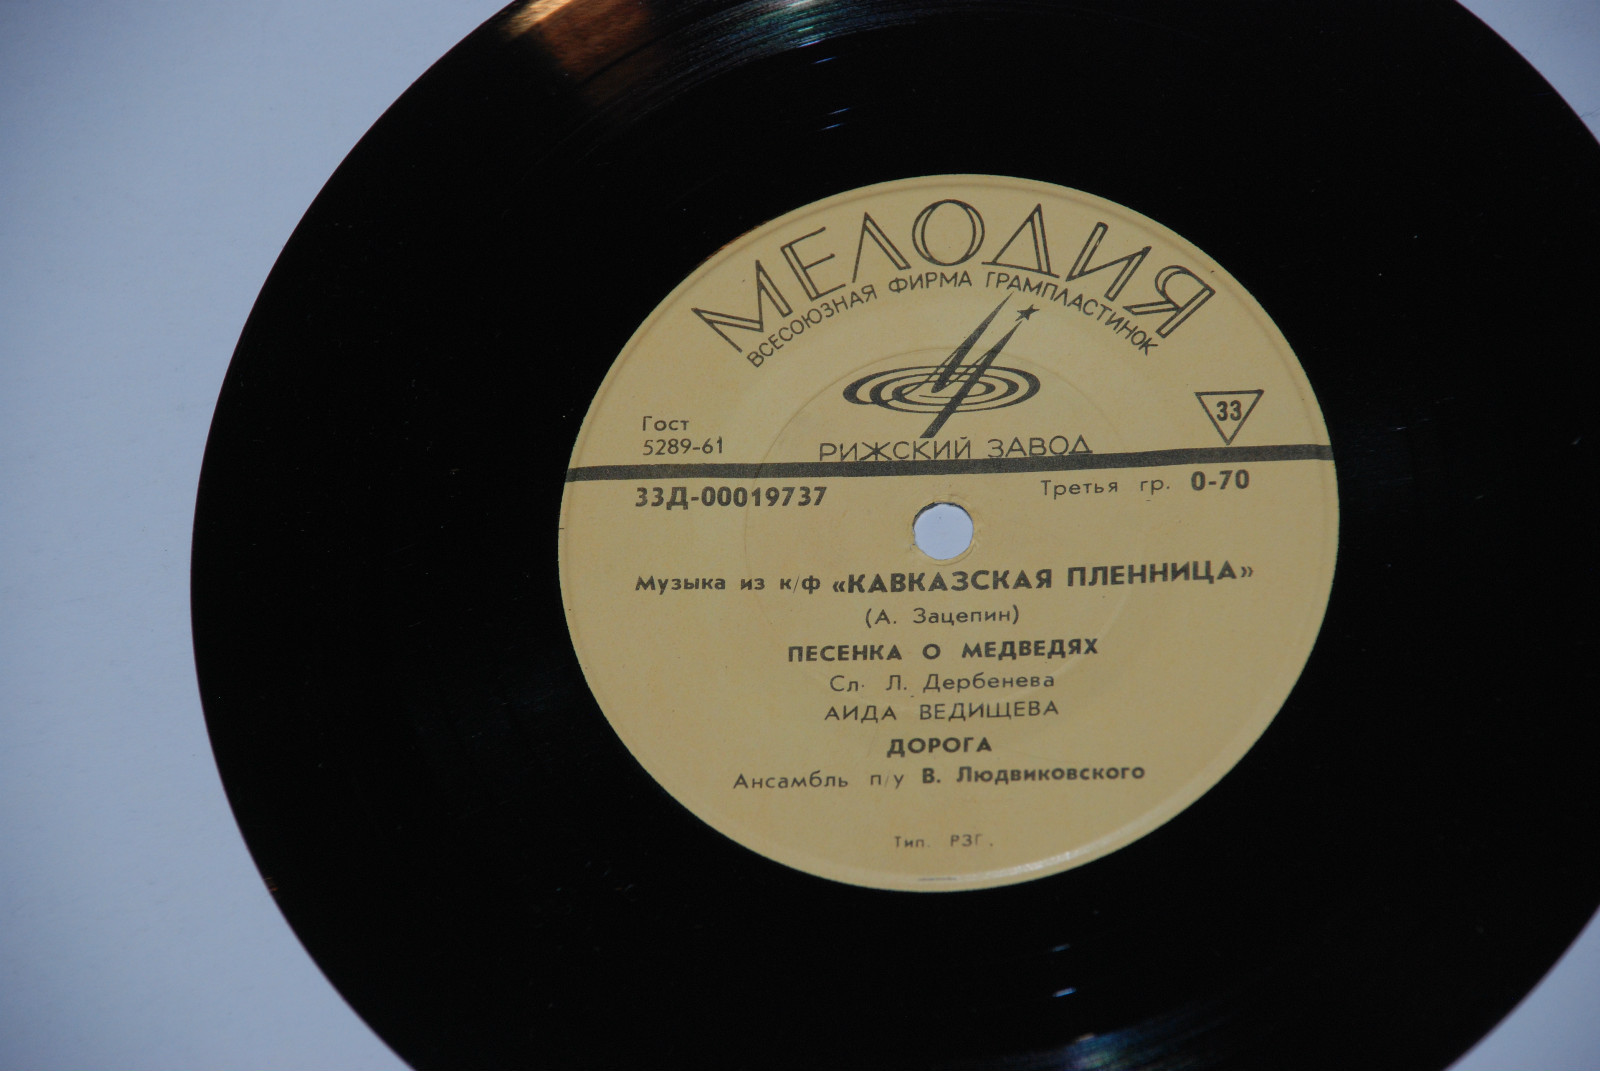 МЕЛОДИЯ
ВСЕСОЮЗНАЯ ФИРМА ГРАМПЛАСТИНОК
33
Гост
5289-61
РИЖСКИЙ ЗАВОД
33Д-00019737
Третья гр. 0-70
Музыка из к/ф «КАВКАЗСКАЯ ПЛЕННИЦА»
(А. Зацепин)
ПЕСЕНКА О МЕДВЕДЯХ
Сл. Л. Дербенева
АИДА ВЕДИЩЕВА
ДОРОГА
Ансамбль п/у В. Людвиковского
Тип. РЗГ.